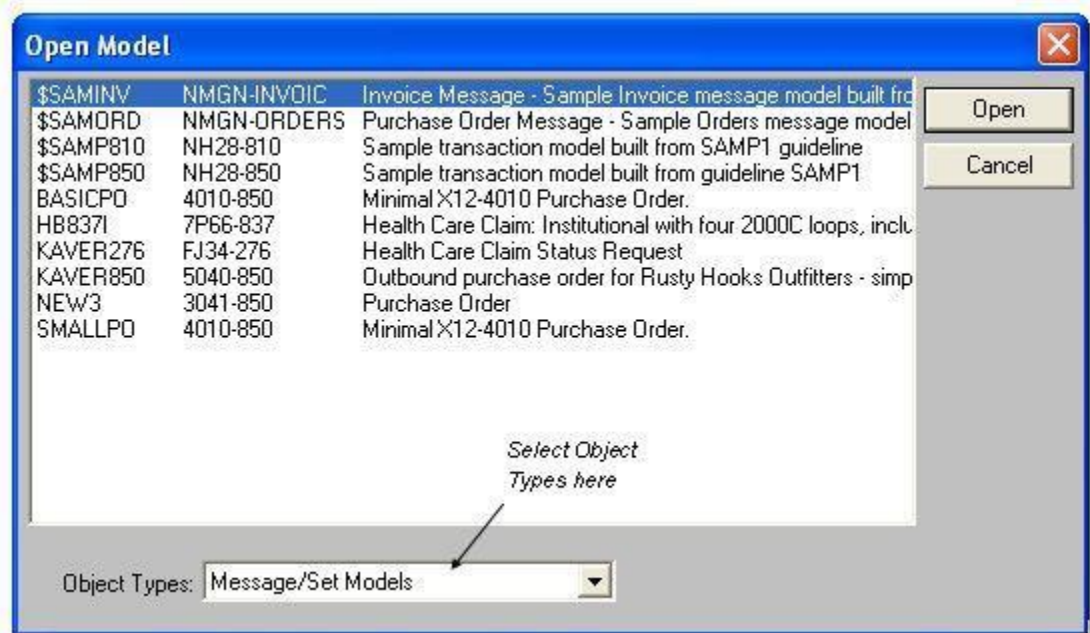 Open Model
$SAMINV NMGN-INVOIC Invoice Message - Sample Invoice message model built fro
$SAMORD NMGN-ORDERS Purchase Order Message - Sample Orders message model
$SAMP810 NH28-810 Sample transaction model built from SAMP1 guideline
$SAMP850 NH28-850 Sample transaction model built from guideline SAMP1
BASICPO 4010-850 Minimal X12-4010 Purchase Order.
HB837I 7P66-837 Health Care Claim: Institutional with four 2000C loops, inclu
KAVER276 FJ34-276 Health Care Claim Status Request
KAVER850 5040-850 Outbound purchase order for Rusty Hooks Outfitters - simp
NEW3 3041-850 Purchase Order
SMALLPO 4010-850 Minimal X12-4010 Purchase Order.
Open
Cancel
Select Object
Types here
Object Types: Message/Set Models